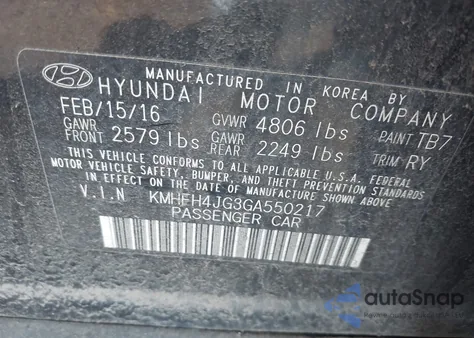 MANUFACTURED IN KOREA BY
HYUNDAI MOTOR COMPANY
FEB/15/16 GVWR 4806 lbs PAINT TB7
GAWR FRONT 2579 lbs GAWR REAR 2249 lbs TRIM RY
THIS VEHICLE CONFORMS TO ALL APPLICABLE U.S.A. FEDERAL
MOTOR VEHICLE SAFETY, BUMPER, AND THEFT PREVENTION STANDARDS
IN EFFECT ON THE DATE OF MANUFACTURE SHOWN ABOVE.
V.I.N KMHFH4JG3GA550217
PASSENGER CAR
autoSnap